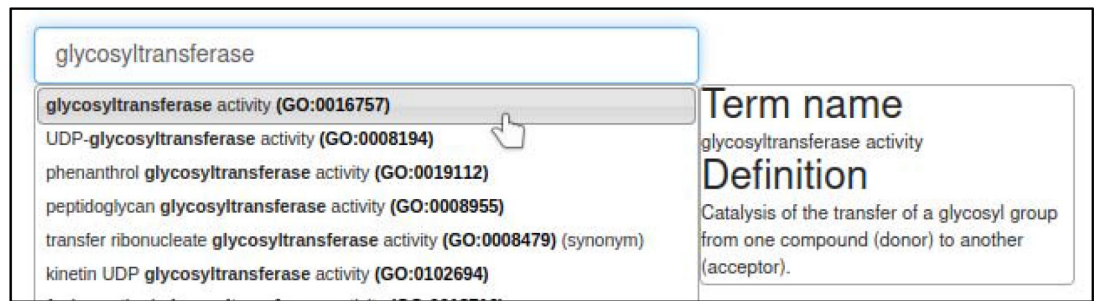 glycosyltransferase
glycosyltransferase activity (GO:0016757)
UDP-glycosyltransferase activity (GO:0008194)
phenanthrol glycosyltransferase activity (GO:0019112)
peptidoglycan glycosyltransferase activity (GO:0008955)
transfer ribonucleate glycosyltransferase activity (GO:0008479) (synonym)
kinetin UDP glycosyltransferase activity (GO:0102694)
Term name
glycosyltransferase activity
Definition
Catalysis of the transfer of a glycosyl group
from one compound (donor) to another
(acceptor).